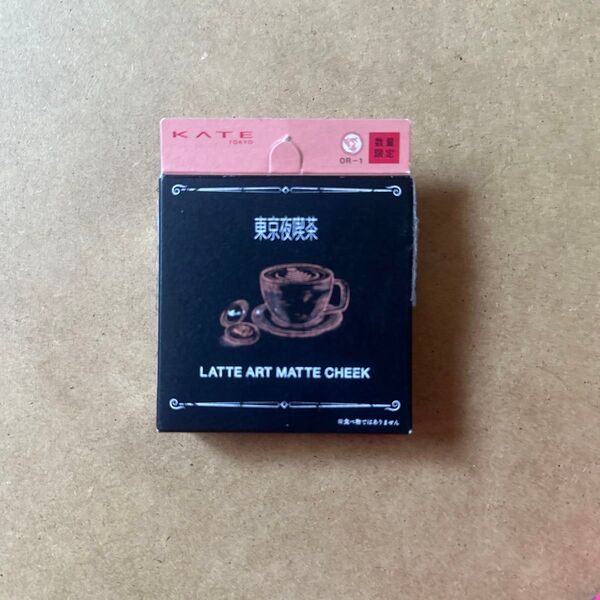 KATE
TOKYO
OR-1
数量
限定
東京夜喫茶
LATTE ART MATTE CHEEK
※食べ物ではありません